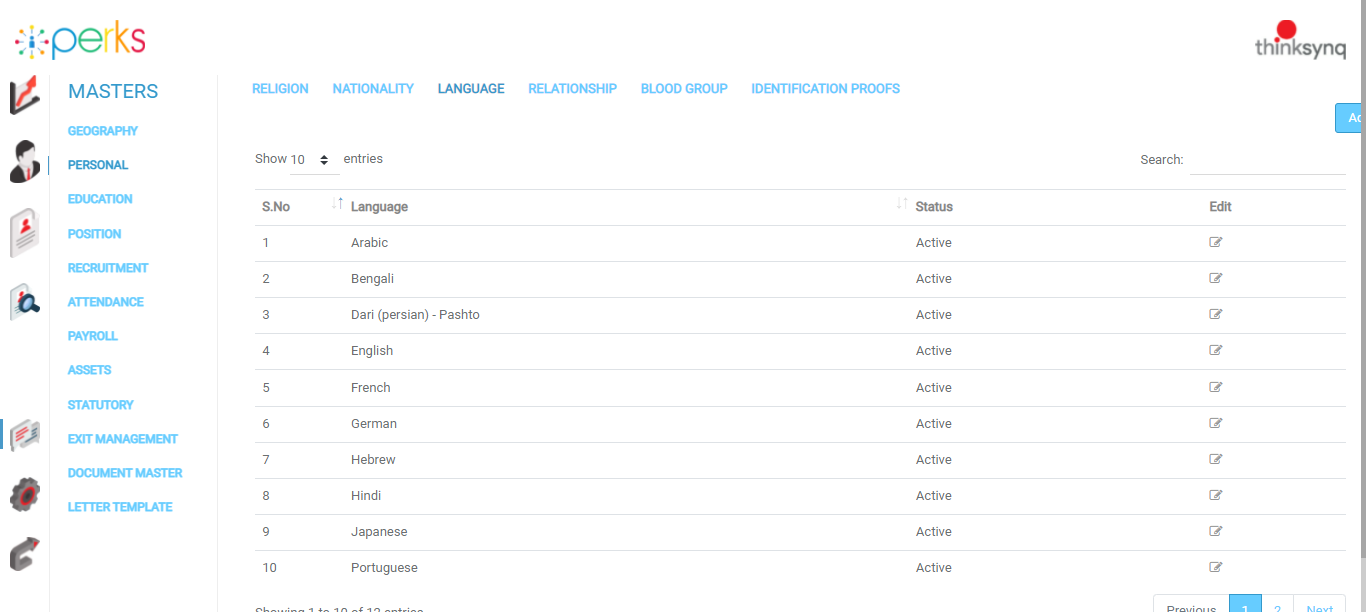 perks
thinksynq
MASTERS
GEOGRAPHY
PERSONAL
EDUCATION
POSITION
RECRUITMENT
ATTENDANCE
PAYROLL
ASSETS
STATUTORY
EXIT MANAGEMENT
DOCUMENT MASTER
LETTER TEMPLATE
RELIGION NATIONALITY LANGUAGE RELATIONSHIP BLOOD GROUP IDENTIFICATION PROOFS
Show 10 entries Search:
S.No Language Status Edit
1 Arabic Active
2 Bengali Active
3 Dari (persian) - Pashto Active
4 English Active
5 French Active
6 German Active
7 Hebrew Active
8 Hindi Active
9 Japanese Active
10 Portuguese Active
Showing 1 to 10 of 12 entries Previous 1 2 Next